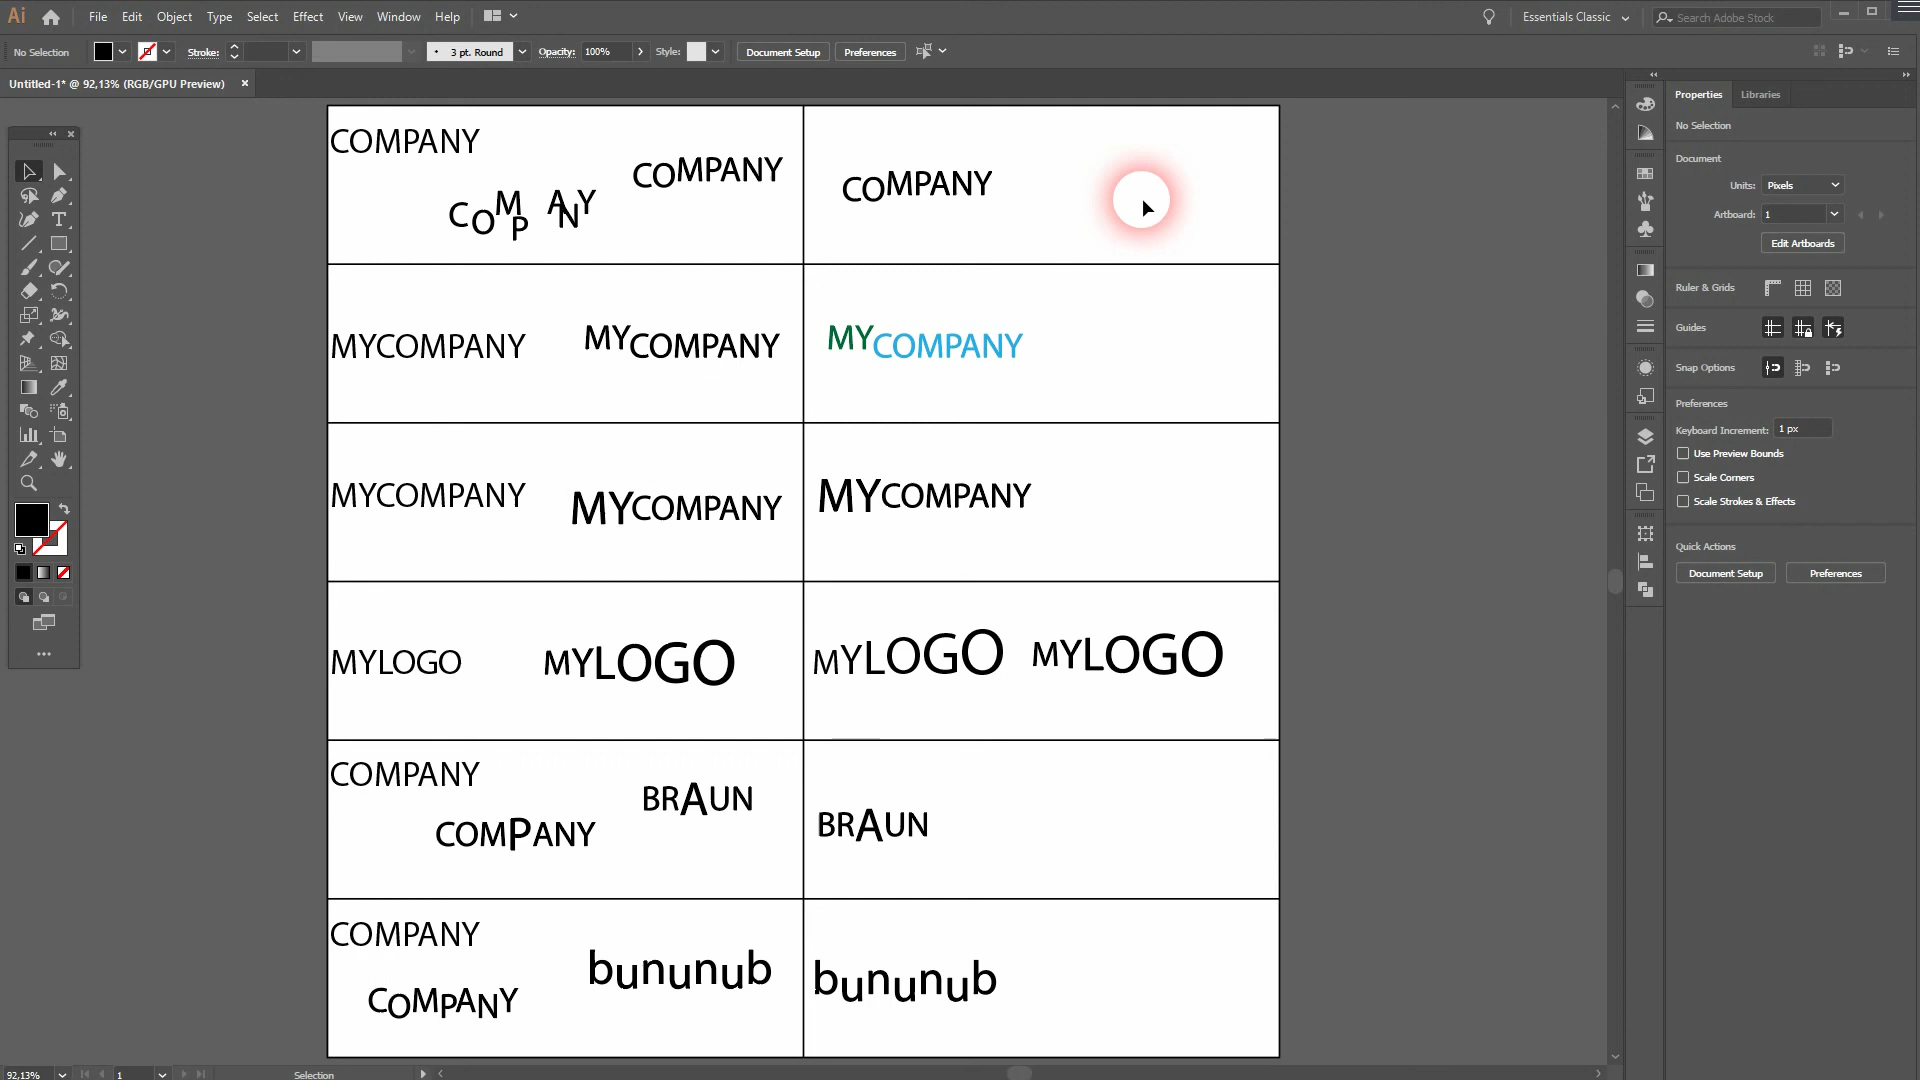 Ai File Edit Object Type Select Effect View Window Help Essentials Classic Search Adobe Stock
No Selection Stroke: 3 pt. Round Opacity: 100% Style: Document Setup Preferences
Untitled-1* @ 92,13% (RGB/GPU Preview)
Properties Libraries
No Selection
Document
Units: Pixels
Artboard: 1
Edit Artboards
Ruler & Grids
Guides
Snap Options
Preferences
Keyboard Increment: 1 px
Use Preview Bounds
Scale Corners
Scale Strokes & Effects
Quick Actions
Document Setup Preferences
COMPANY
COMPANY
COMPANY
COMPANY
MYCOMPANY MYCOMPANY MYCOMPANY
MYCOMPANY MYCOMPANY MYCOMPANY
MYLOGO MYLOGO MYLOGO MYLOGO
COMPANY
COMPANY
BRAUN
BRAUN
COMPANY
COMPANY
bununub
bununub
92,13% 1 Selection